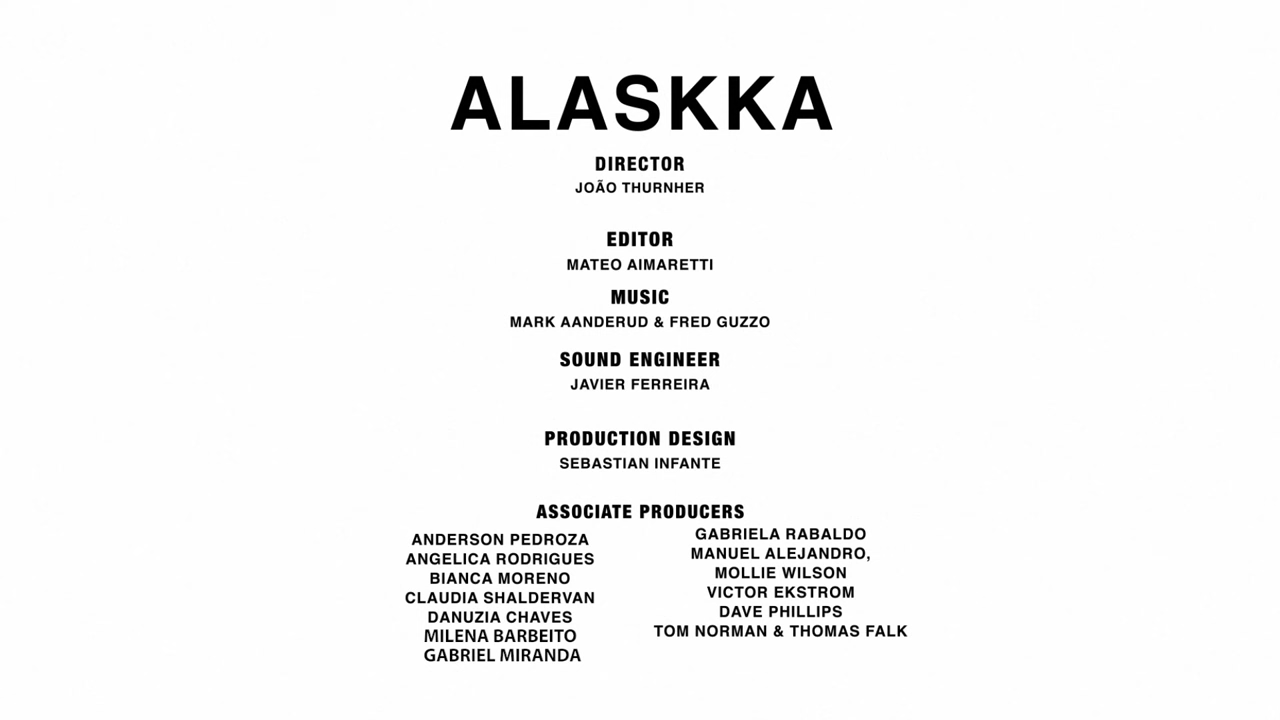 ALASKKA
DIRECTOR
JOÃO THURNHER
EDITOR
MATEO AIMARETTI
MUSIC
MARK AANDERUD & FRED GUZZO
SOUND ENGINEER
JAVIER FERREIRA
PRODUCTION DESIGN
SEBASTIAN INFANTE
ASSOCIATE PRODUCERS
ANDERSON PEDROZA
ANGELICA RODRIGUES
BIANCA MORENO
CLAUDIA SHALDERVAN
DANUZIA CHAVES
MILENA BARBEITO
GABRIEL MIRANDA
GABRIELA RABALDO
MANUEL ALEJANDRO,
MOLLIE WILSON
VICTOR EKSTROM
DAVE PHILLIPS
TOM NORMAN & THOMAS FALK